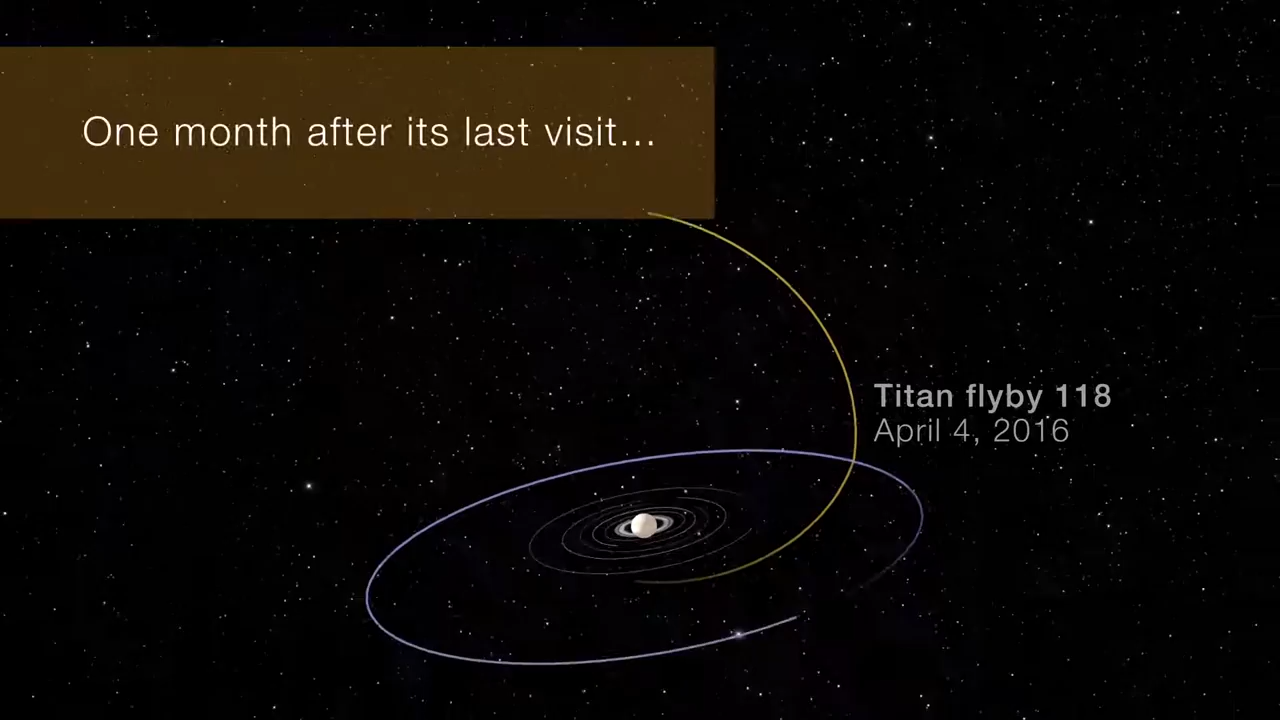 One month after its last visit...
Titan flyby 118
April 4, 2016